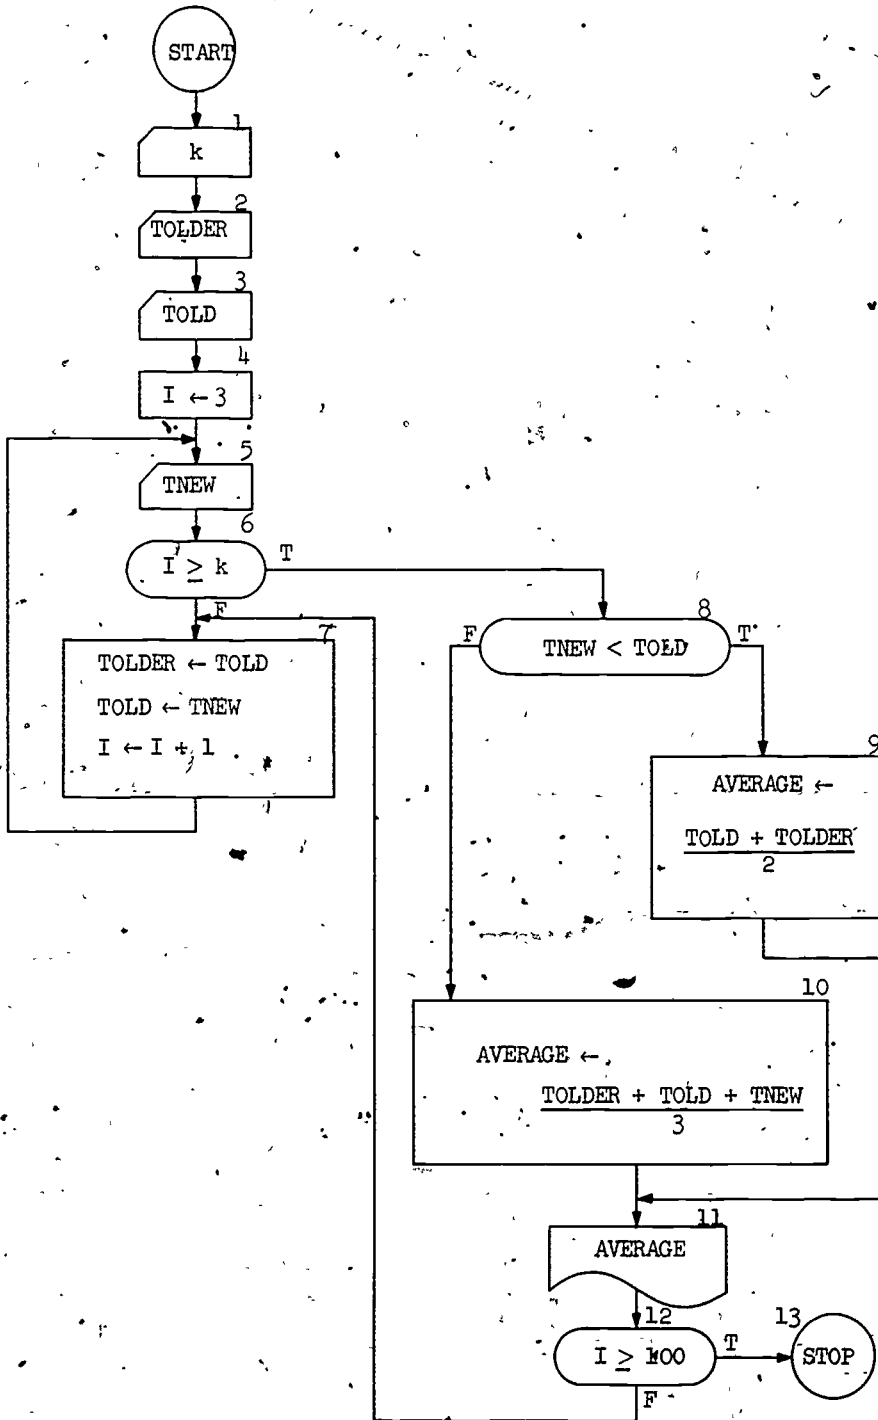 START
1
k
2
TOLDER
3
TOLD
4
I ← 3
5
TNEW
6
I ≥ k
T
F
7
TOLDER ← TOLD
TOLD ← TNEW
I ← I + 1
8
F
TNEW < TOLD
T
9
AVERAGE ←
TOLD + TOLDER
2
10
AVERAGE ←
TOLDER + TOLD + TNEW
3
11
AVERAGE
12
I ≥ 100
T
F
13
STOP